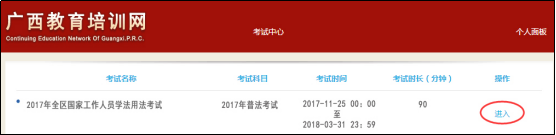 广西教育培训网
Continuing Education Network Of Guangxi.P.R.C.
考试中心 个人面板
考试名称 考试科目 考试时间 考试时长（分钟） 操作
2017年全区国家工作人员学法用法考试 2017年普法考试 2017-11-25 00：00 90 进入
至
2018-03-31 23：59